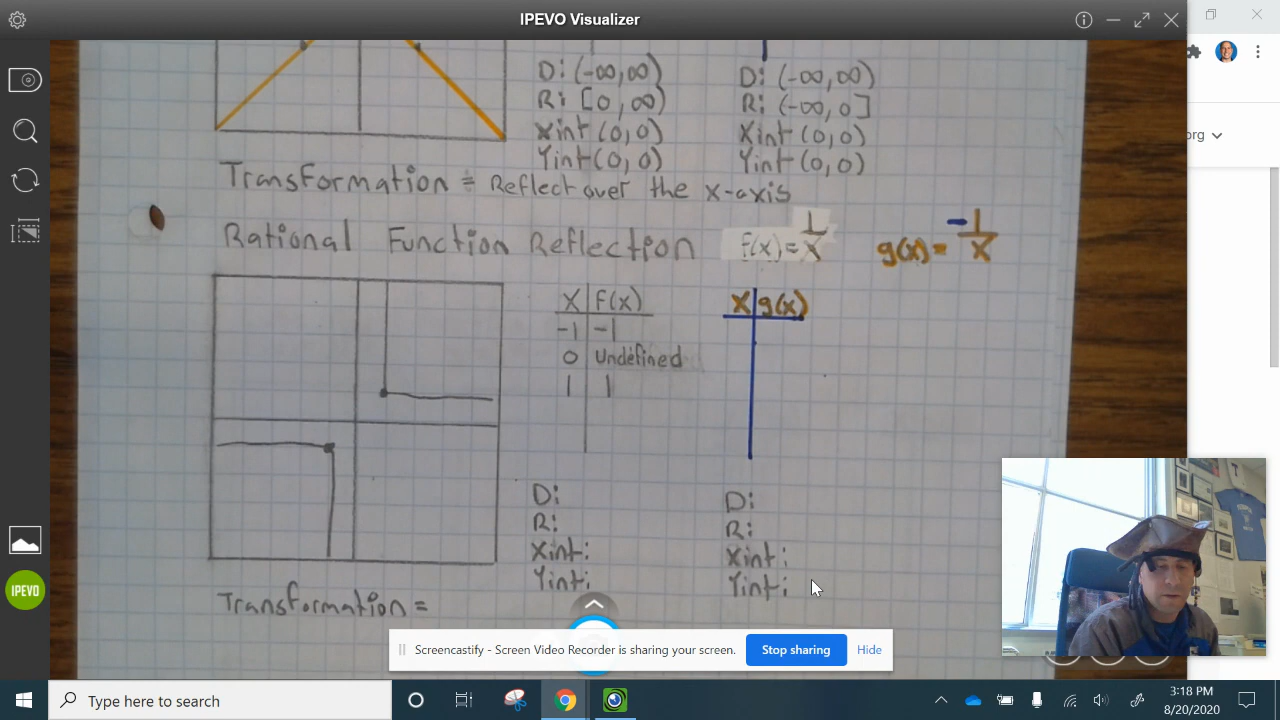 IPEVO Visualizer
D: (-∞,∞)
R: [0,∞)
Xint (0,0)
Yint (0,0)
D: (-∞,∞)
R: (-∞,0]
Xint (0,0)
Yint (0,0)
Transformation = Reflect over the x-axis
Rational Function Reflection f(x)=1/x g(x)=-1/x
X f(x)
-1 -1
0 Undefined
1 1
X g(x)
D:
R:
Xint:
Yint:
D:
R:
Xint:
Yint:
Transformation =
org
IPEVO
Screencastify - Screen Video Recorder is sharing your screen. Stop sharing Hide
Type here to search
3:18 PM
8/20/2020